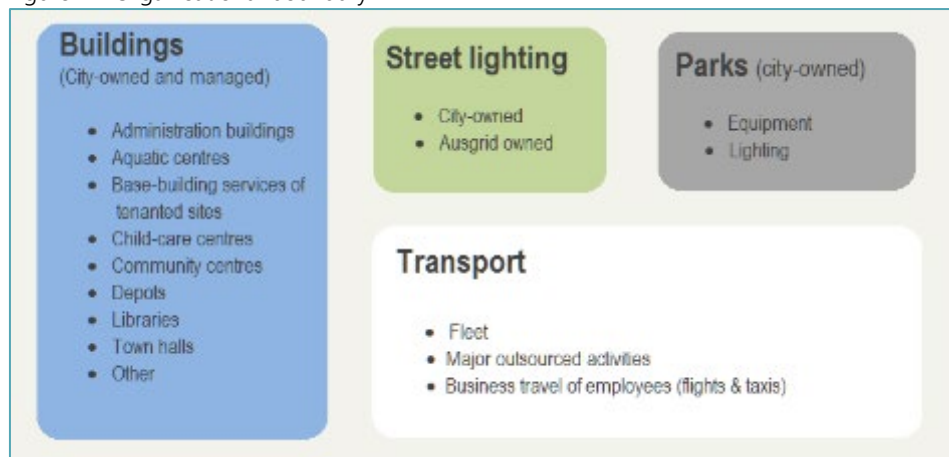 Buildings
(City-owned and managed)
• Administration buildings
• Aquatic centres
• Base-building services of
tenanted sites
• Child-care centres
• Community centres
• Depots
• Libraries
• Town halls
• Other
Street lighting
• City-owned
• Ausgrid owned
Parks (city-owned)
• Equipment
• Lighting
Transport
• Fleet
• Major outsourced activities
• Business travel of employees (flights & taxis)